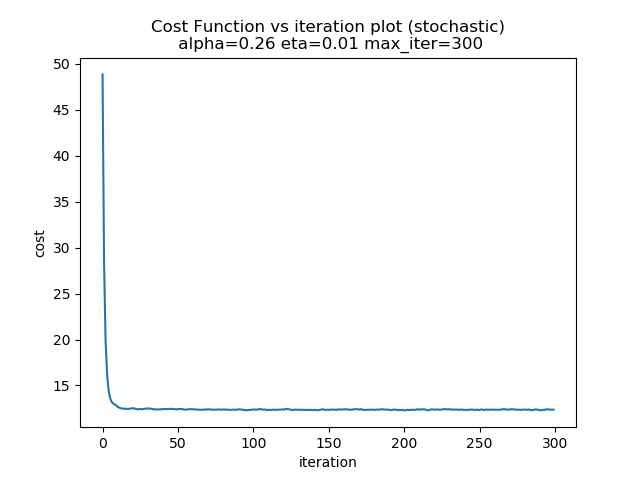 Cost Function vs iteration plot (stochastic)
alpha=0.26 eta=0.01 max_iter=300
50
45
40
35
30
25
20
15
cost
0 50 100 150 200 250 300
iteration